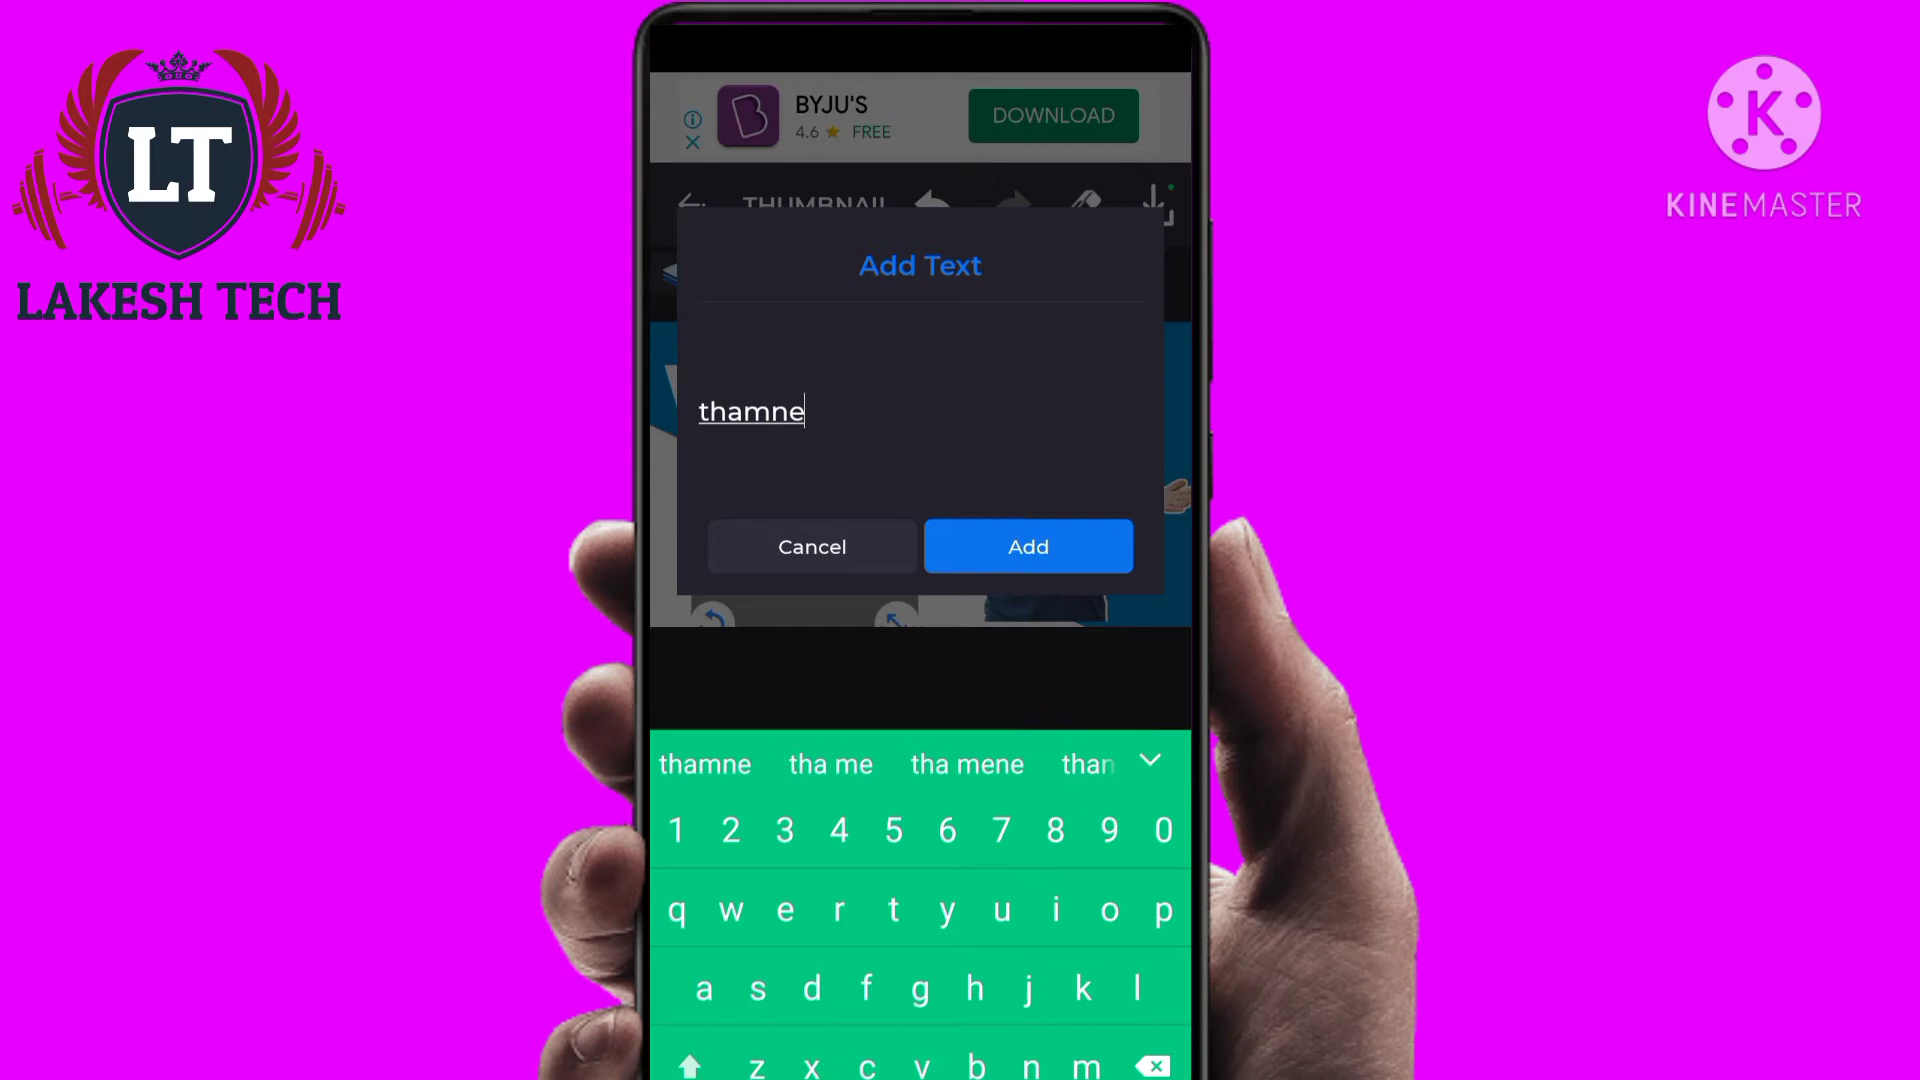 LT
LAKESH TECH
K
KINEMASTER
BYJU'S
4.6 ★ FREE
DOWNLOAD
THUMBNAIL
Add Text
thamne
Cancel
Add
thamne tha me tha mene
1 2 3 4 5 6 7 8 9 0
q w e r t y u i o p
a s d f g h j k l
z x c v b n m